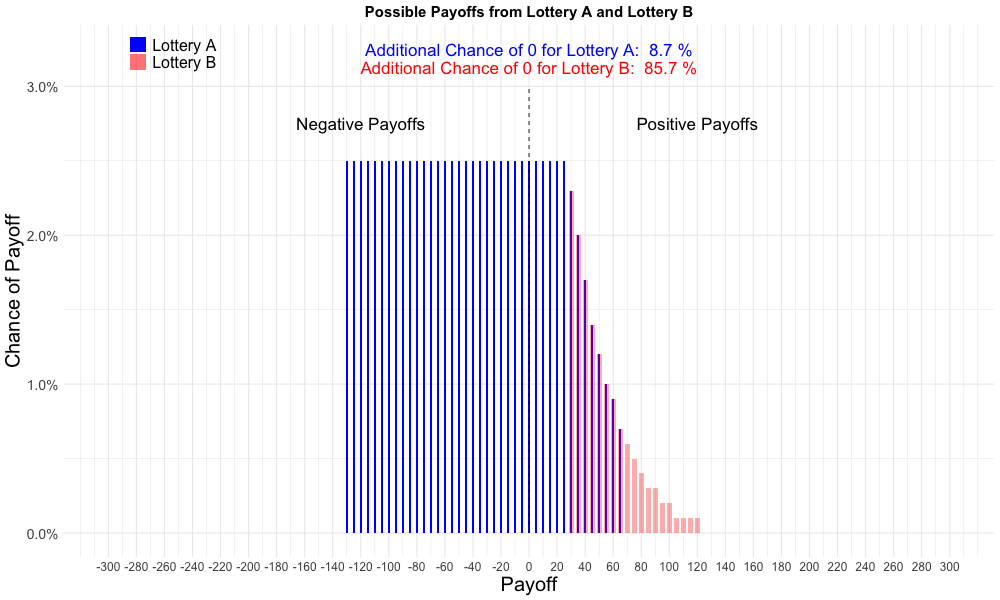 Possible Payoffs from Lottery A and Lottery B
Lottery A
Lottery B
Additional Chance of 0 for Lottery A:  8.7 %
Additional Chance of 0 for Lottery B:  85.7 %
Negative Payoffs
Positive Payoffs
Chance of Payoff
3.0%
2.0%
1.0%
0.0%
-300 -280 -260 -240 -220 -200 -180 -160 -140 -120 -100 -80 -60 -40 -20 0 20 40 60 80 100 120 140 160 180 200 220 240 260 280 300
Payoff